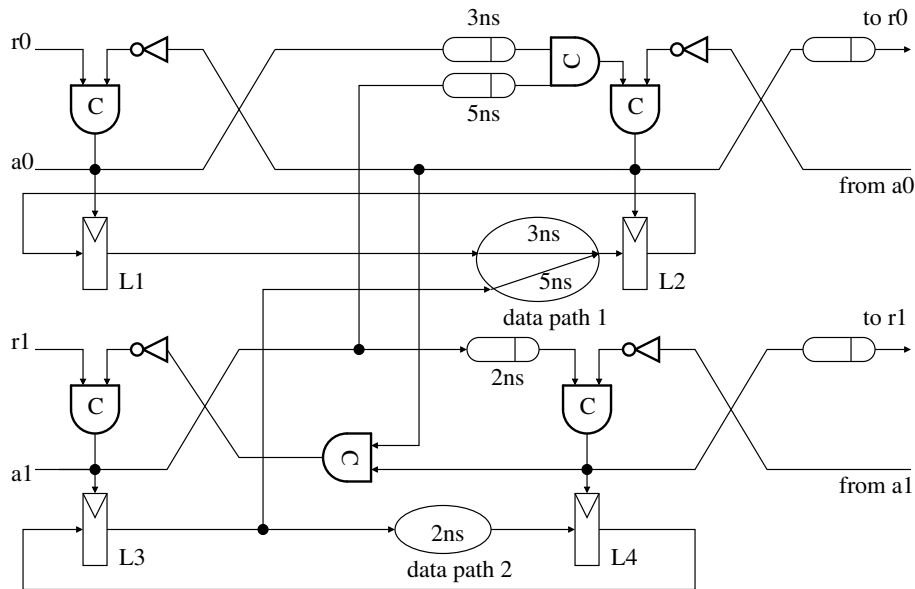 3ns
to r0
r0
C
C
C
5ns
a0
from a0
3ns
5ns
L1
L2
data path 1
r1
to r1
2ns
C
C
C
a1
from a1
2ns
L3
L4
data path 2